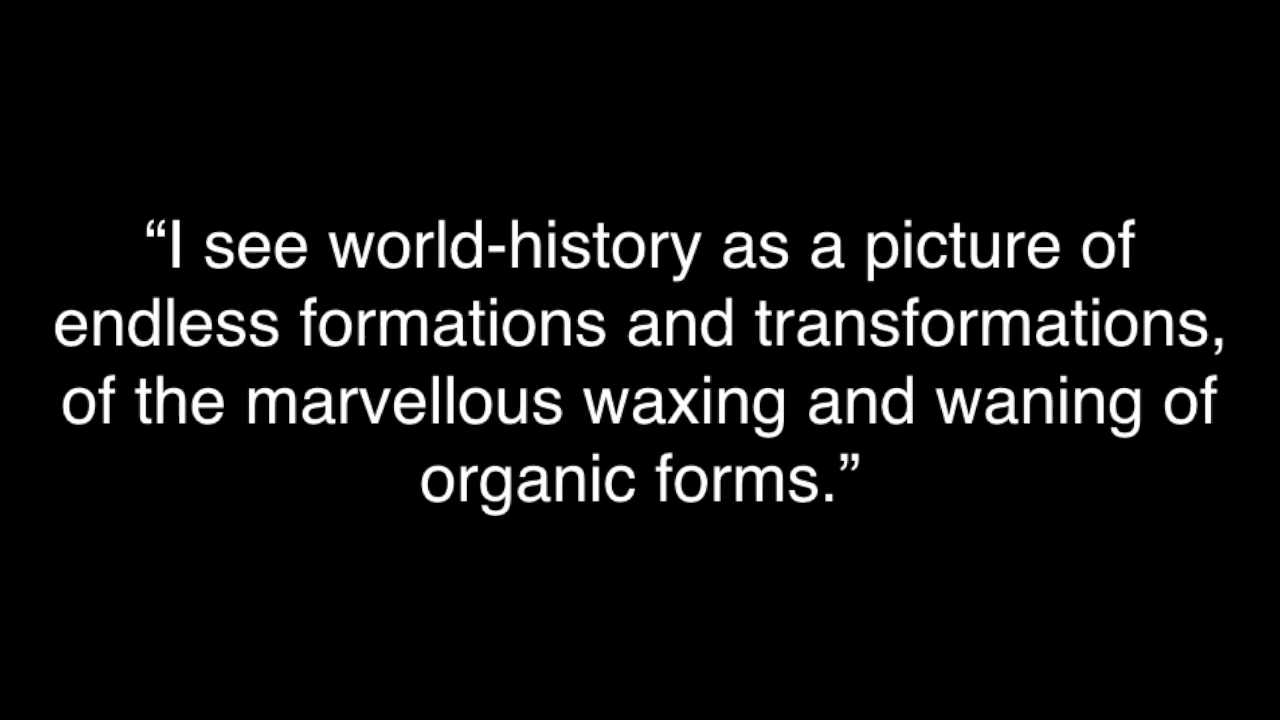 “I see world-history as a picture of
endless formations and transformations,
of the marvellous waxing and waning of
organic forms.”